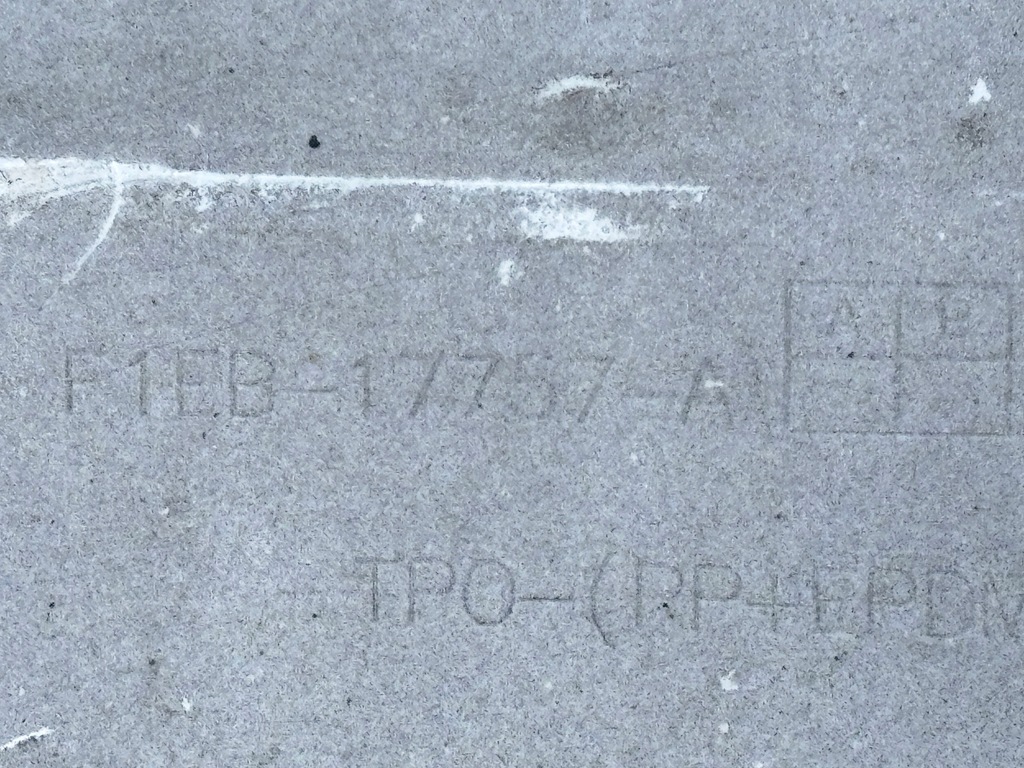 F1EB-17757-A
A B
TPO-(PP+EPDM